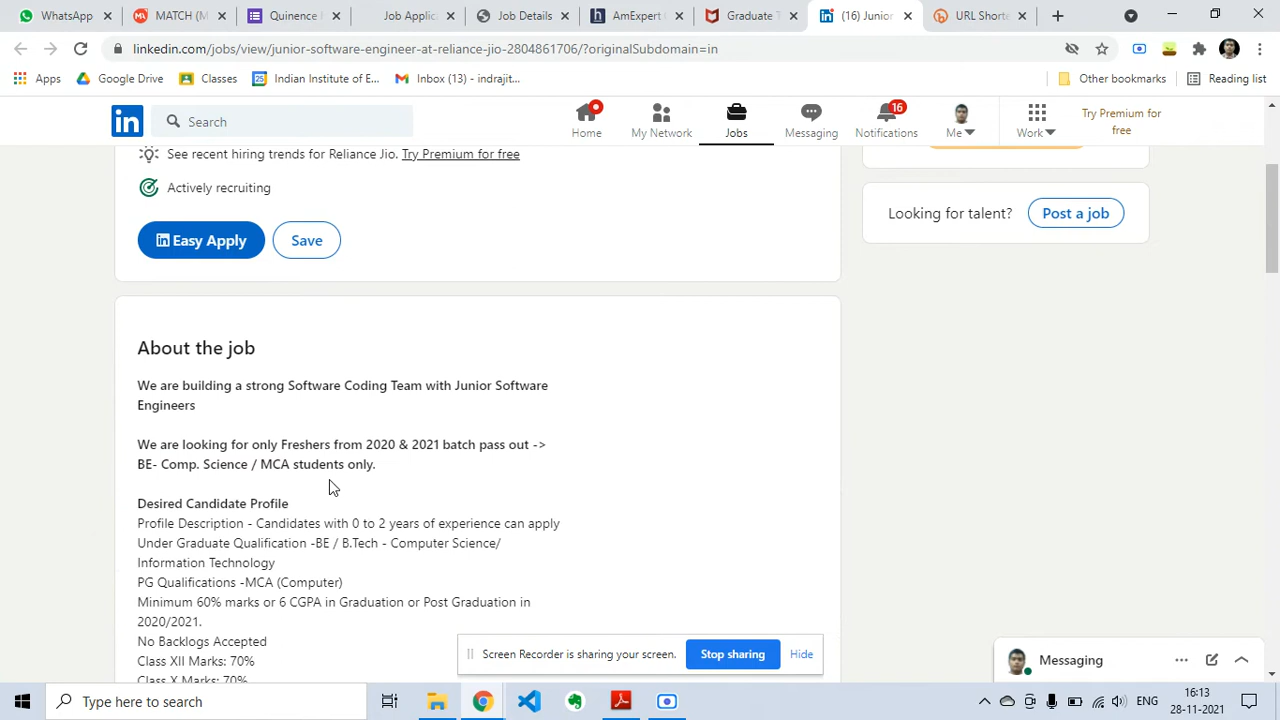 WhatsApp
MATCH (M
Quinence
Job Applic
Job Details
AmExpert
Graduate T
(16) Junior
URL Shorte
linkedin.com/jobs/view/junior-software-engineer-at-reliance-jio-2804861706/?originalSubdomain=in
Apps
Google Drive
Classes
Indian Institute of E...
Inbox (13) - indrajit...
Other bookmarks
Reading list
in
Search
Home
My Network
Jobs
Messaging
16
Notifications
Me
Work
Try Premium for
free
See recent hiring trends for Reliance Jio. Try Premium for free
Actively recruiting
in Easy Apply
Save
Looking for talent?
Post a job
About the job
We are building a strong Software Coding Team with Junior Software
Engineers
We are looking for only Freshers from 2020 & 2021 batch pass out ->
BE- Comp. Science / MCA students only.
Desired Candidate Profile
Profile Description - Candidates with 0 to 2 years of experience can apply
Under Graduate Qualification -BE / B.Tech - Computer Science/
Information Technology
PG Qualifications -MCA (Computer)
Minimum 60% marks or 6 CGPA in Graduation or Post Graduation in
2020/2021.
No Backlogs Accepted
Class XII Marks: 70%
Class X Marks: 70%
Screen Recorder is sharing your screen.
Stop sharing
Hide
Messaging
Type here to search
ENG
16:13
28-11-2021